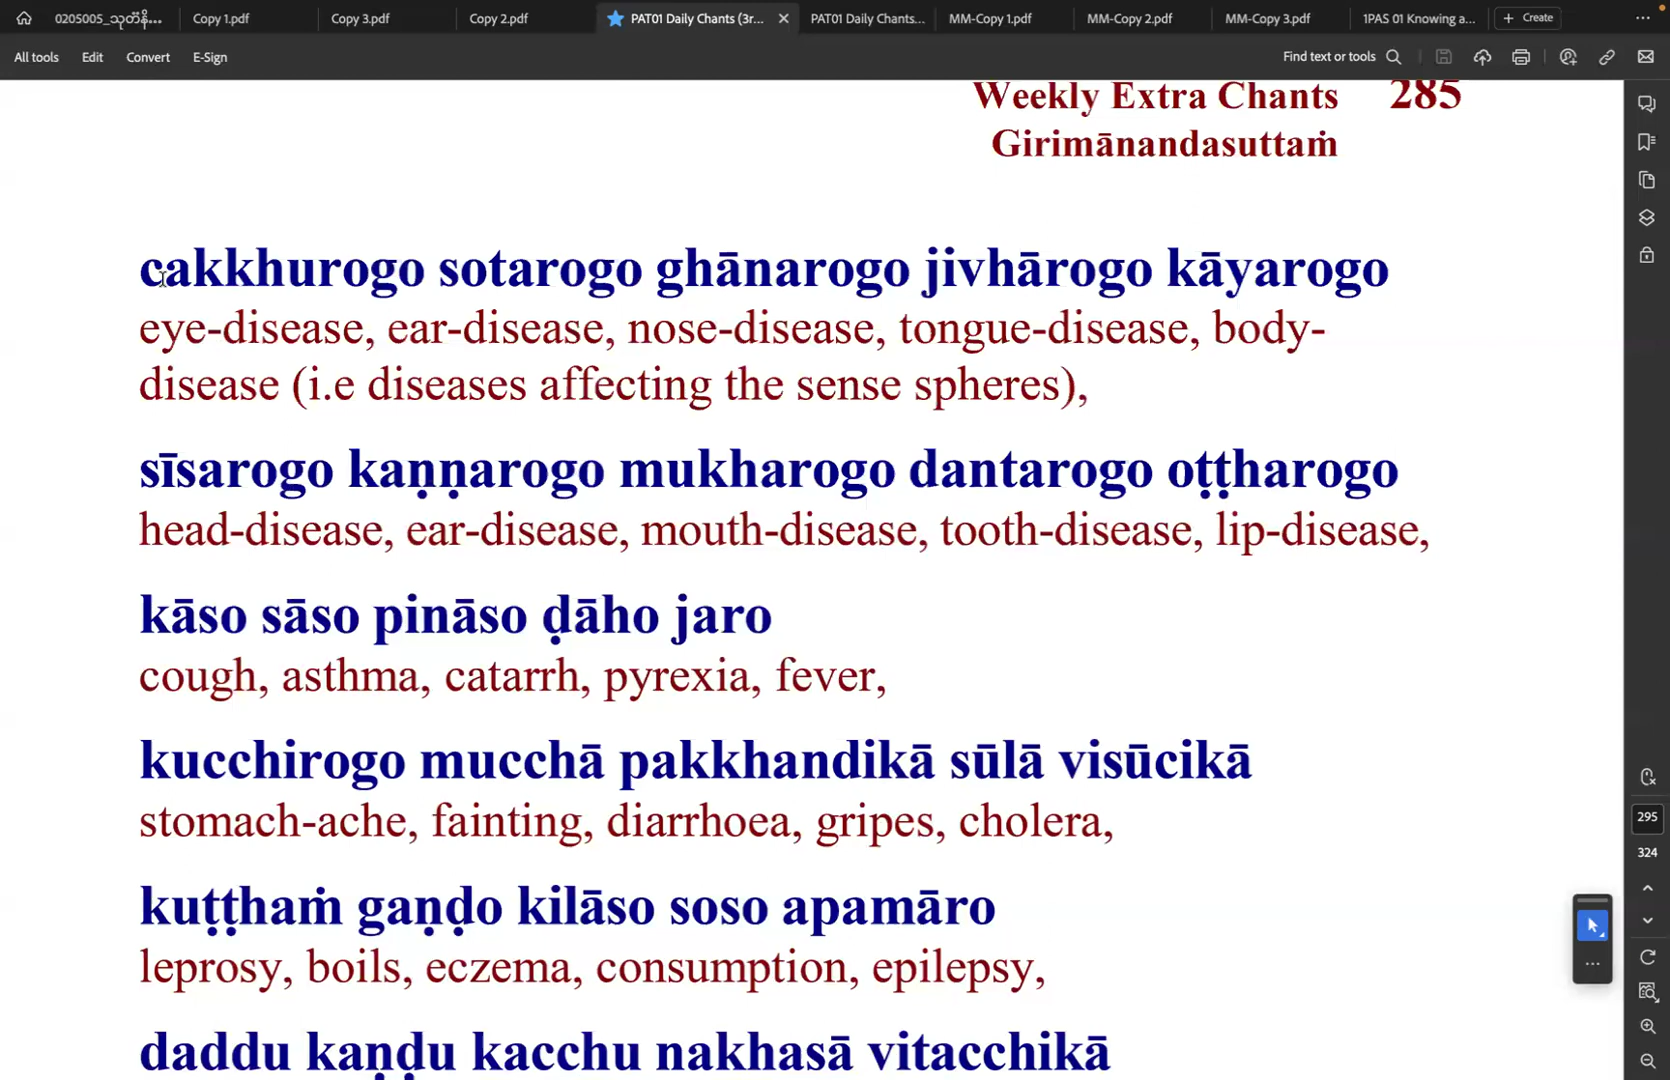 0205005_သုတ်နိ...
Copy 1.pdf
Copy 3.pdf
Copy 2.pdf
PAT01 Daily Chants (3r...
PAT01 Daily Chants...
MM-Copy 1.pdf
MM-Copy 2.pdf
MM-Copy 3.pdf
1PAS 01 Knowing a...
+ Create
All tools
Edit
Convert
E-Sign
Find text or tools
Weekly Extra Chants 285
Girimānandasuttaṁ
cakkhurogo sotarogo ghānarogo jivhārogo kāyarogo
eye-disease, ear-disease, nose-disease, tongue-disease, body-
disease (i.e diseases affecting the sense spheres),
sīsarogo kaṇṇarogo mukharogo dantarogo oṭṭharogo
head-disease, ear-disease, mouth-disease, tooth-disease, lip-disease,
kāso sāso pināso ḍāho jaro
cough, asthma, catarrh, pyrexia, fever,
kucchirogo mucchā pakkhandikā sūlā visūcikā
stomach-ache, fainting, diarrhoea, gripes, cholera,
kuṭṭhaṁ gaṇḍo kilāso soso apamāro
leprosy, boils, eczema, consumption, epilepsy,
daddu kaṇḍu kacchu nakhasā vitacchikā
295
324